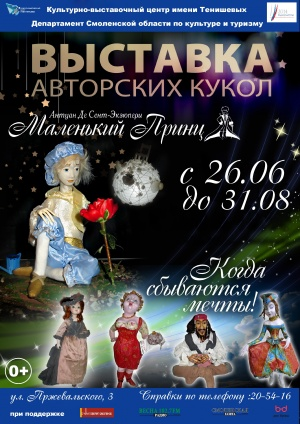 Культурно-выставочный центр имени Тенишевых
Департамент Смоленской области по культуре и туризму
ВЫСТАВКА
АВТОРСКИХ КУКОЛ
Антуан Де Сент-Экзюпери
Маленький Принц
с 26.06
до 31.08
Когда
сбываются
мечты!
0+
ул. Пржевальского, 3
Справки по телефону :20-54-16
при поддержке